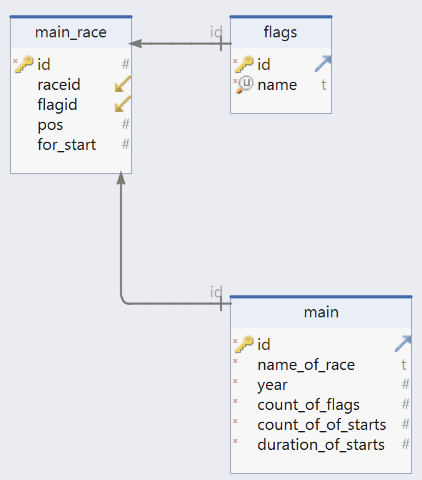 main_race
id #
raceid
flagid
pos #
for_start #
id
flags
id
name t
id
main
id
name_of_race t
year #
count_of_flags #
count_of_of_starts #
duration_of_starts #